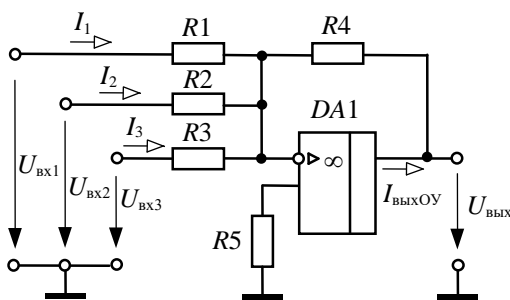 I1 R1 R4
I2 R2
I3 R3 DA1
∞
Uвх1
Uвх2
Uвх3
IвыхОУ
Uвых
R5